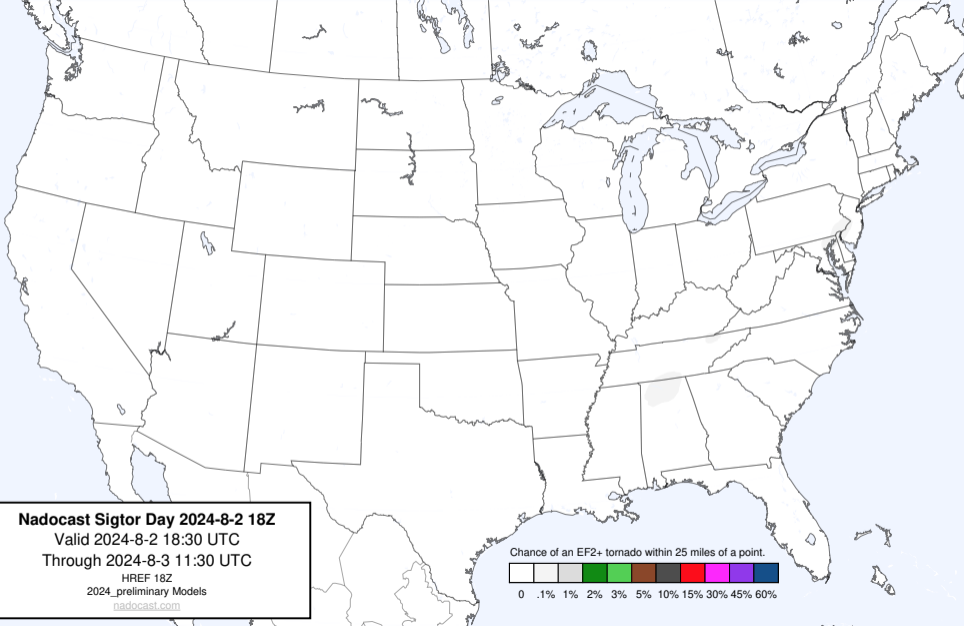 Nadocast Sigtor Day 2024-8-2 18Z
Valid 2024-8-2 18:30 UTC
Through 2024-8-3 11:30 UTC
HREF 18Z
2024_preliminary Models
nadocast.com
Chance of an EF2+ tornado within 25 miles of a point.
0 .1% 1% 2% 3% 5% 10% 15% 30% 45% 60%